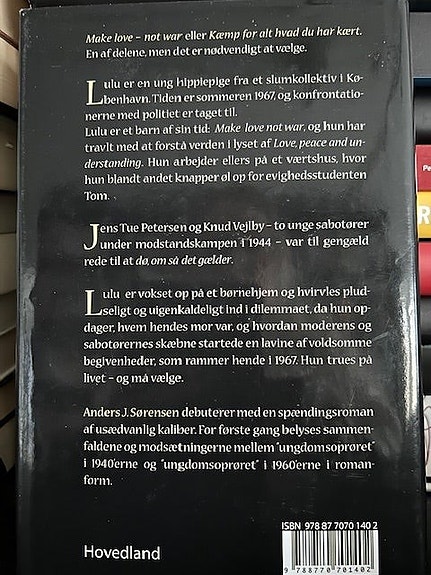 Make love – not war eller Kæmp for alt hvad du har kært.
En af delene, men det er nødvendigt at vælge.
Lulu er en ung hippiepige fra et slumkollektiv i Kø-
benhavn. Tiden er sommeren 1967, og konfrontatio-
nerne med politiet er taget til.
Lulu er et barn af sin tid: Make love not war, og hun har
travlt med at forstå verden i lyset af Love, peace and un-
derstanding. Hun arbejder ellers på et værtshus, hvor
hun blandt andet knapper øl op for evighedsstudenten
Tom.
Jens Tue Petersen og Knud Vejlby – to unge sabotører
under modstandskampen i 1944 – var til gengæld
rede til at dø, om så det gælder.
Lulu er vokset op på et børnehjem og hvirvles plud-
seligt og uigenkaldeligt ind i dilemmaet, da hun op-
dager, hvem hendes mor var, og hvordan moderens og
sabotørernes skæbne startede en lavine af voldsomme
begivenheder, som rammer hende i 1967. Hun trues på
livet – og må vælge.
Anders J. Sørensen debuterer med en spændingsroman
af usædvanlig kaliber. For første gang belyses sammen-
faldene og modsætningerne mellem "ungdomsoprøret"
i 1940'erne og "ungdomsoprøret" i 1960'erne i roman-
form.
ISBN 978 87 7070 140 2
Hovedland
9 788770 701402